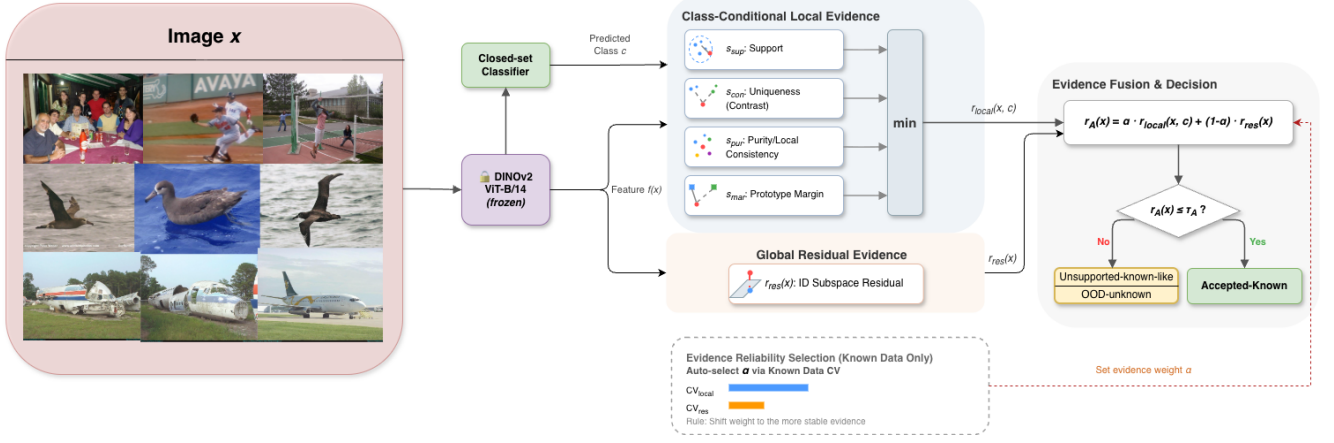 Image x
AVAYA
Closed-set
Classifier
Predicted
Class c
DINOv2
ViT-B/14
(frozen)
Feature f(x)
Class-Conditional Local Evidence
s_sup: Support
s_con: Uniqueness
(Contrast)
s_pur: Purity/Local
Consistency
s_mar: Prototype Margin
min
r_local(x, c)
Global Residual Evidence
r_res(x): ID Subspace Residual
r_res(x)
Evidence Fusion & Decision
r_A(x) = α · r_local(x, c) + (1-α) · r_res(x)
r_A(x) ≤ τ_A ?
No
Yes
Unsupported-known-like
OOD-unknown
Accepted-Known
Evidence Reliability Selection (Known Data Only)
Auto-select α via Known Data CV
CV_local
CV_res
Rule: Shift weight to the more stable evidence
Set evidence weight α